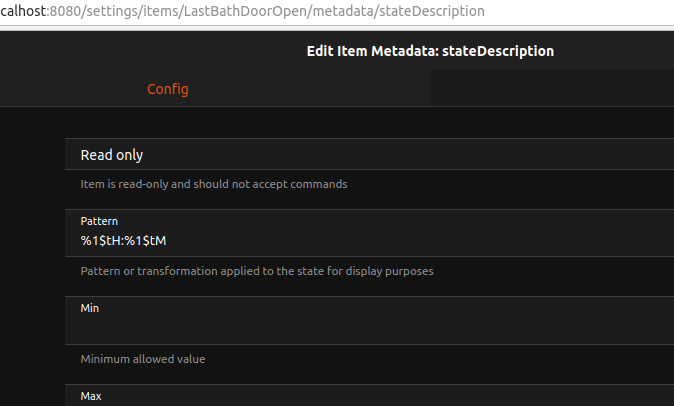 calhost:8080/settings/items/LastBathDoorOpen/metadata/stateDescription
Edit Item Metadata: stateDescription
Config
Read only
Item is read-only and should not accept commands
Pattern
%1$tH:%1$tM
Pattern or transformation applied to the state for display purposes
Min
Minimum allowed value
Max